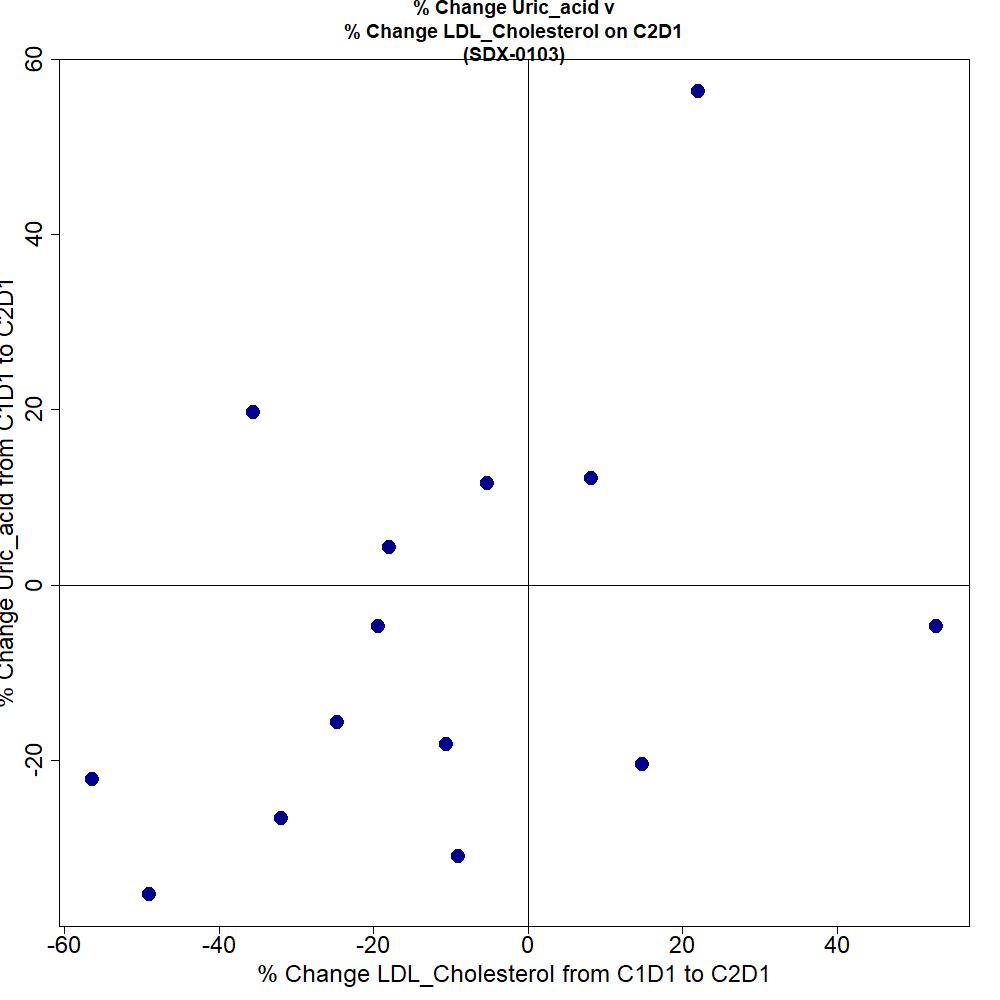 % Change Uric_acid v
% Change LDL_Cholesterol on C2D1
(SDX-0103)
60
40
20
0
-20
% Change Uric_acid from C1D1 to C2D1
-60
-40
-20
0
20
40
% Change LDL_Cholesterol from C1D1 to C2D1